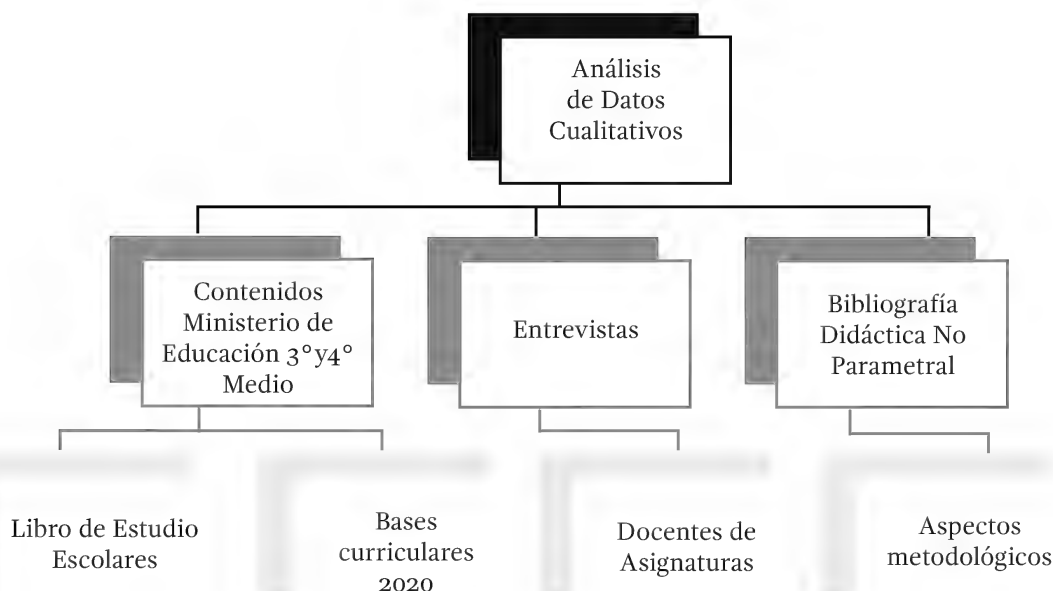 Análisis
de Datos
Cualitativos
Contenidos
Ministerio de
Educación 3°y4°
Medio
Entrevistas
Bibliografía
Didáctica No
Parametral
Libro de Estudio
Escolares
Bases
curriculares
2020
Docentes de
Asignaturas
Aspectos
metodológicos